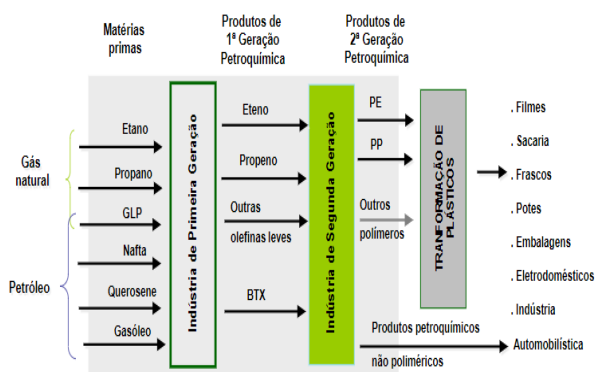 Matérias
primas
Produtos de
1ª Geração
Petroquímica
Produtos de
2ª Geração
Petroquímica
Gás
natural
Petróleo
Etano
Propano
GLP
Nafta
Querosene
Gasóleo
Indústria de Primeira Geração
Eteno
Propeno
Outras
olefinas leves
BTX
Indústria de Segunda Geração
PE
PP
Outros
polímeros
TRANFORMAÇÃO DE
PLÁSTICOS
Produtos petroquímicos
não poliméricos
. Filmes
. Sacaria
. Frascos
. Potes
. Embalagens
. Eletrodomésticos
. Indústria
Automobilística